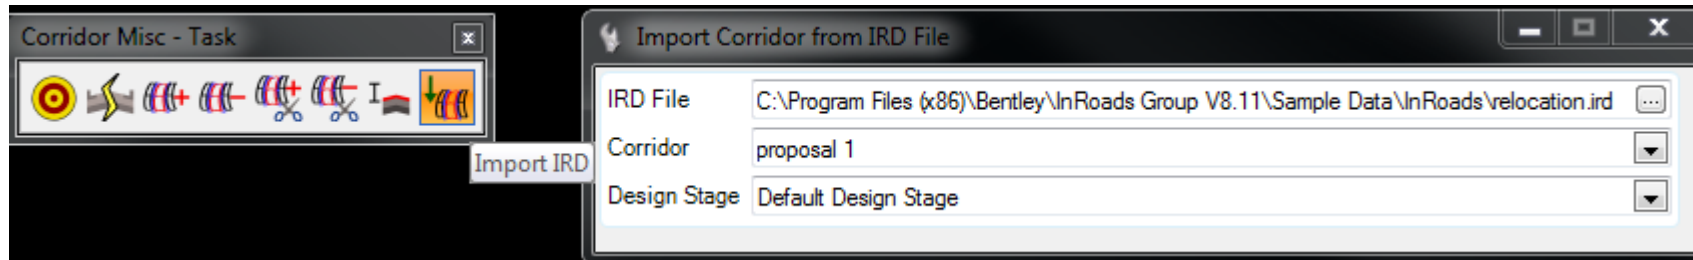 Corridor Misc - Task
Import IRD
Import Corridor from IRD File
IRD File C:\Program Files (x86)\Bentley\InRoads Group V8.11\Sample Data\InRoads\relocation.ird ...
Corridor proposal 1
Design Stage Default Design Stage